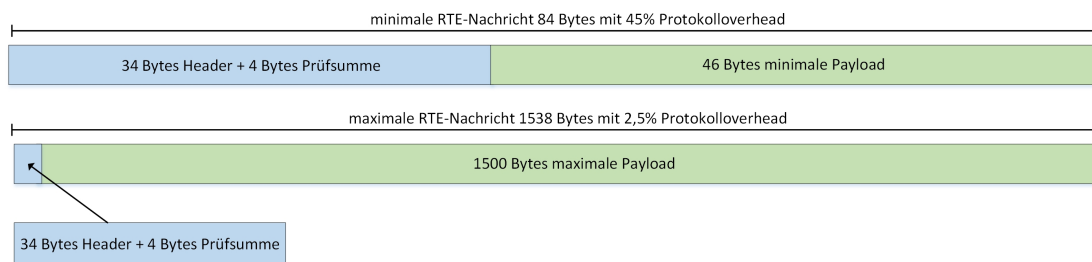 minimale RTE-Nachricht 84 Bytes mit 45% Protokolloverhead
34 Bytes Header + 4 Bytes Prüfsumme
46 Bytes minimale Payload
maximale RTE-Nachricht 1538 Bytes mit 2,5% Protokolloverhead
1500 Bytes maximale Payload
34 Bytes Header + 4 Bytes Prüfsumme